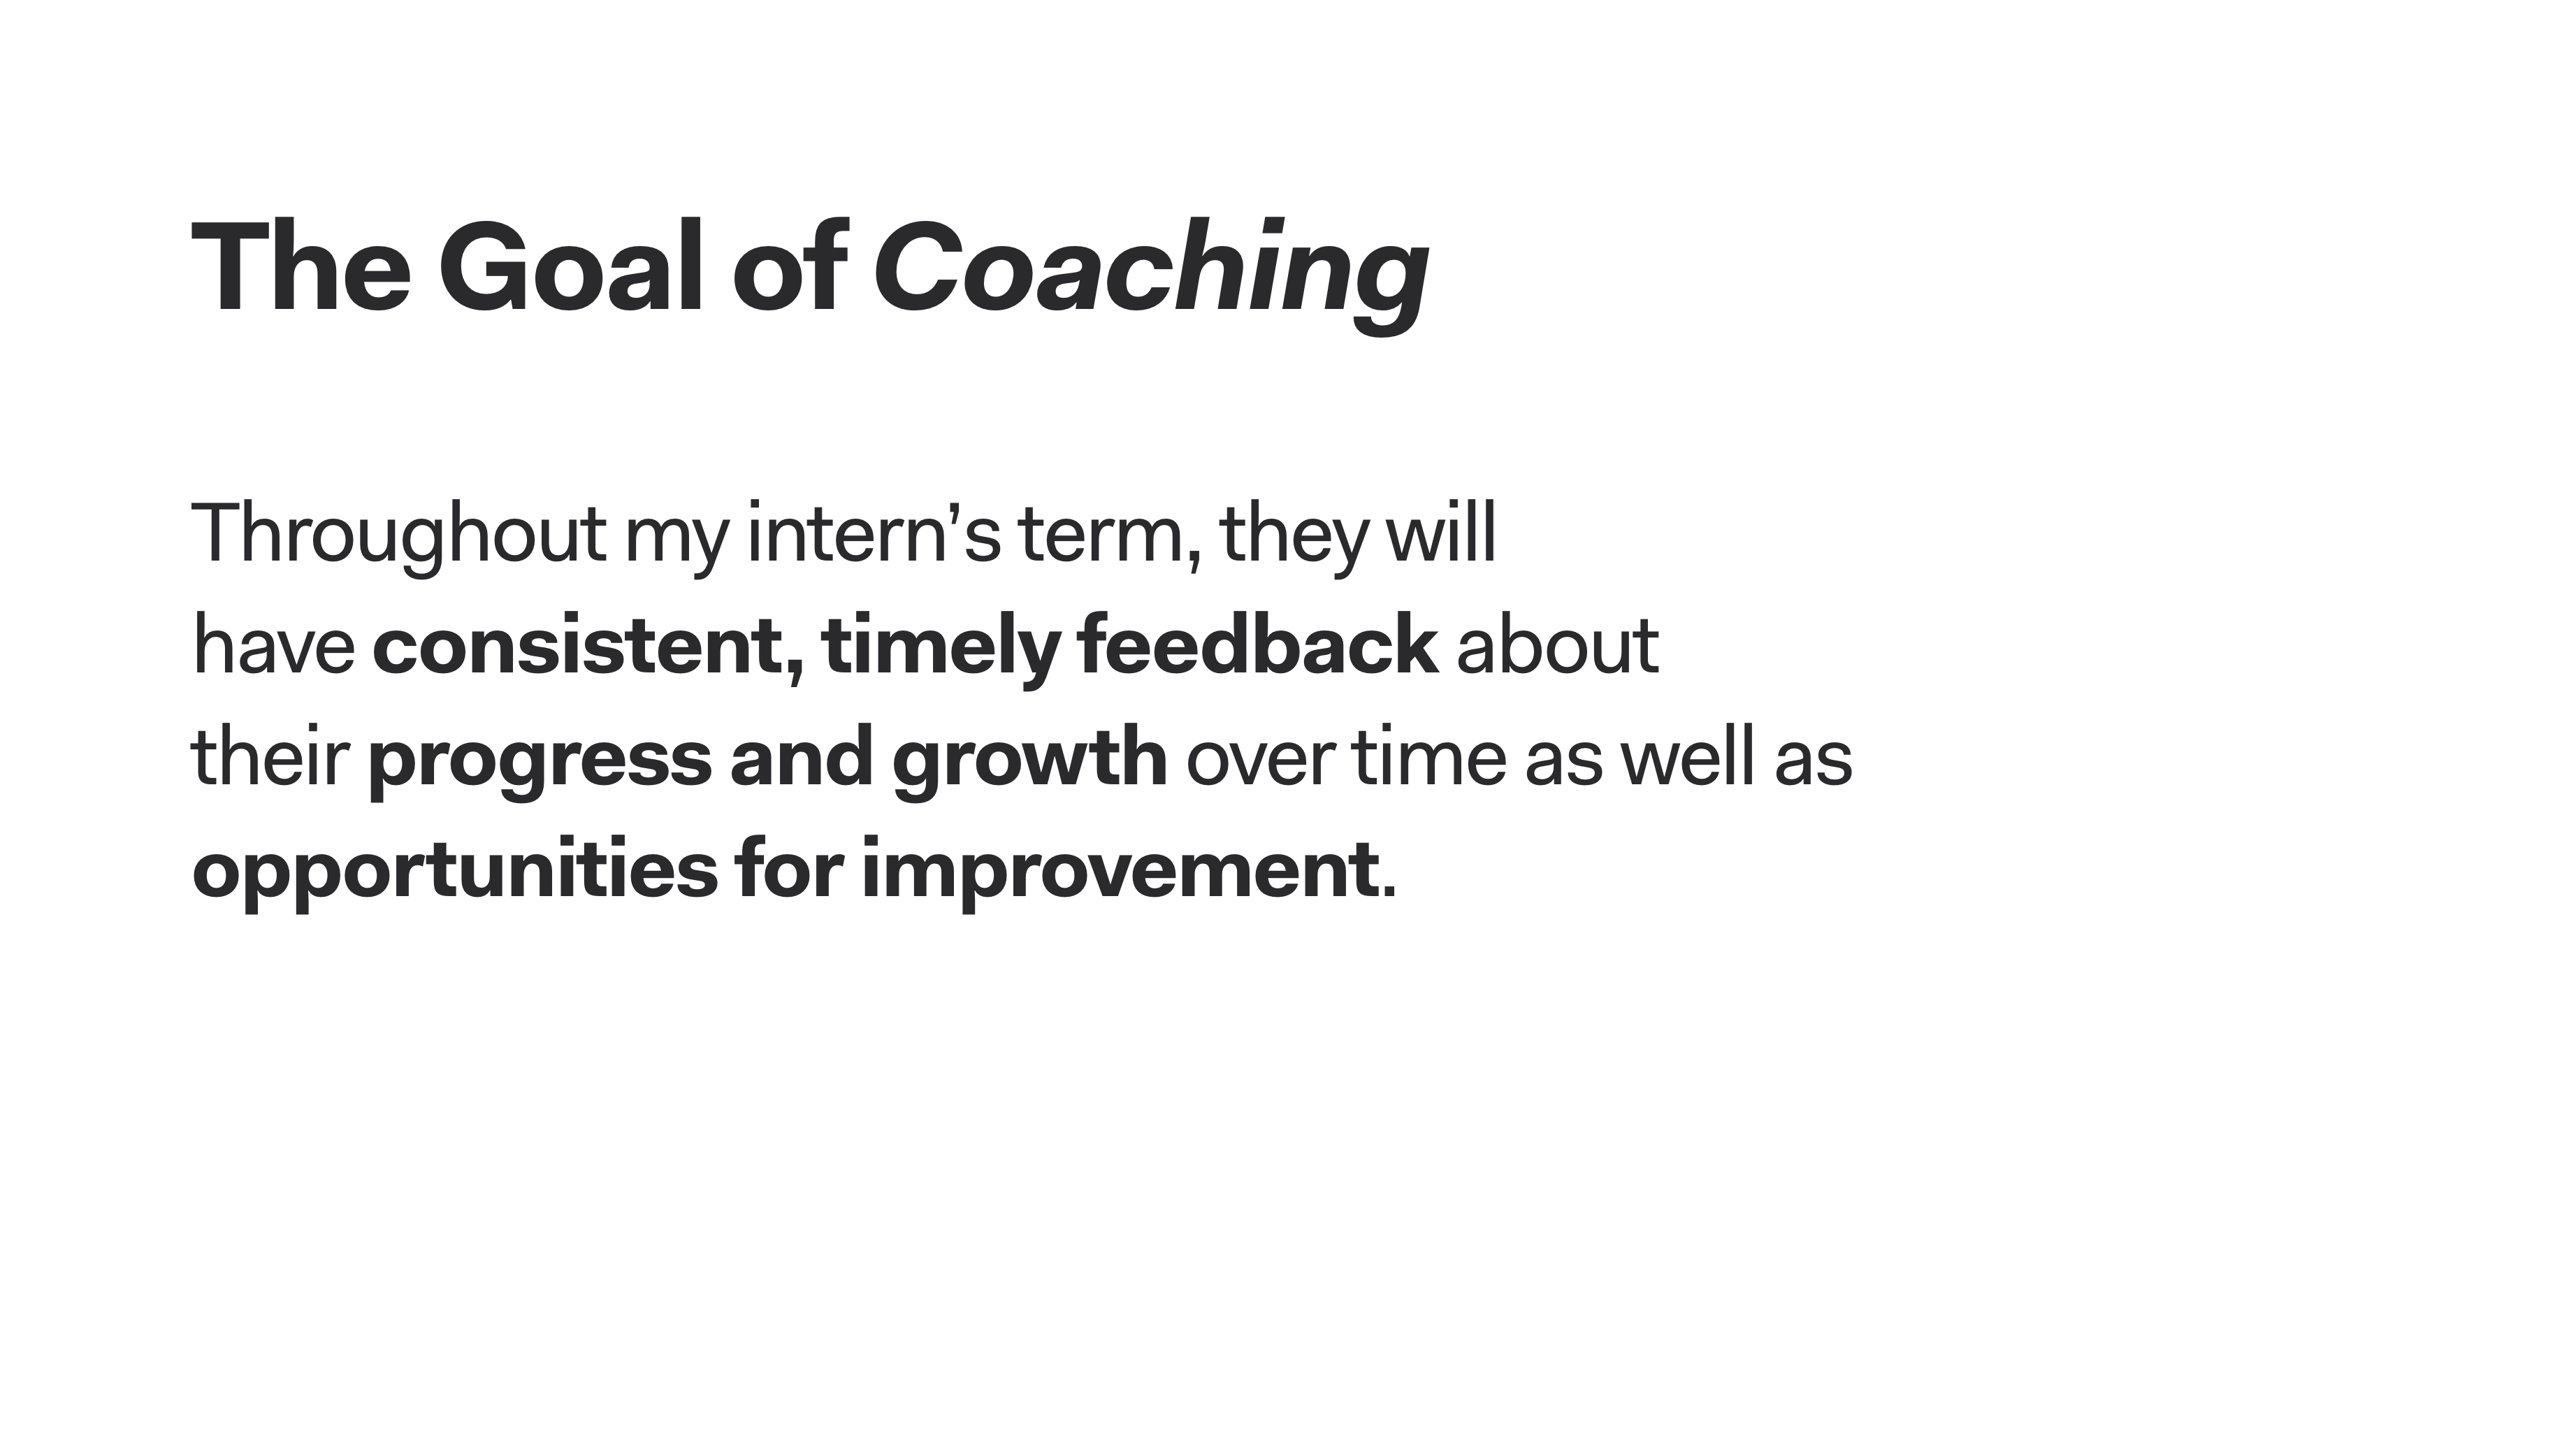 The Goal of Coaching
Throughout my intern’s term, they will
have consistent, timely feedback about
their progress and growth over time as well as
opportunities for improvement.